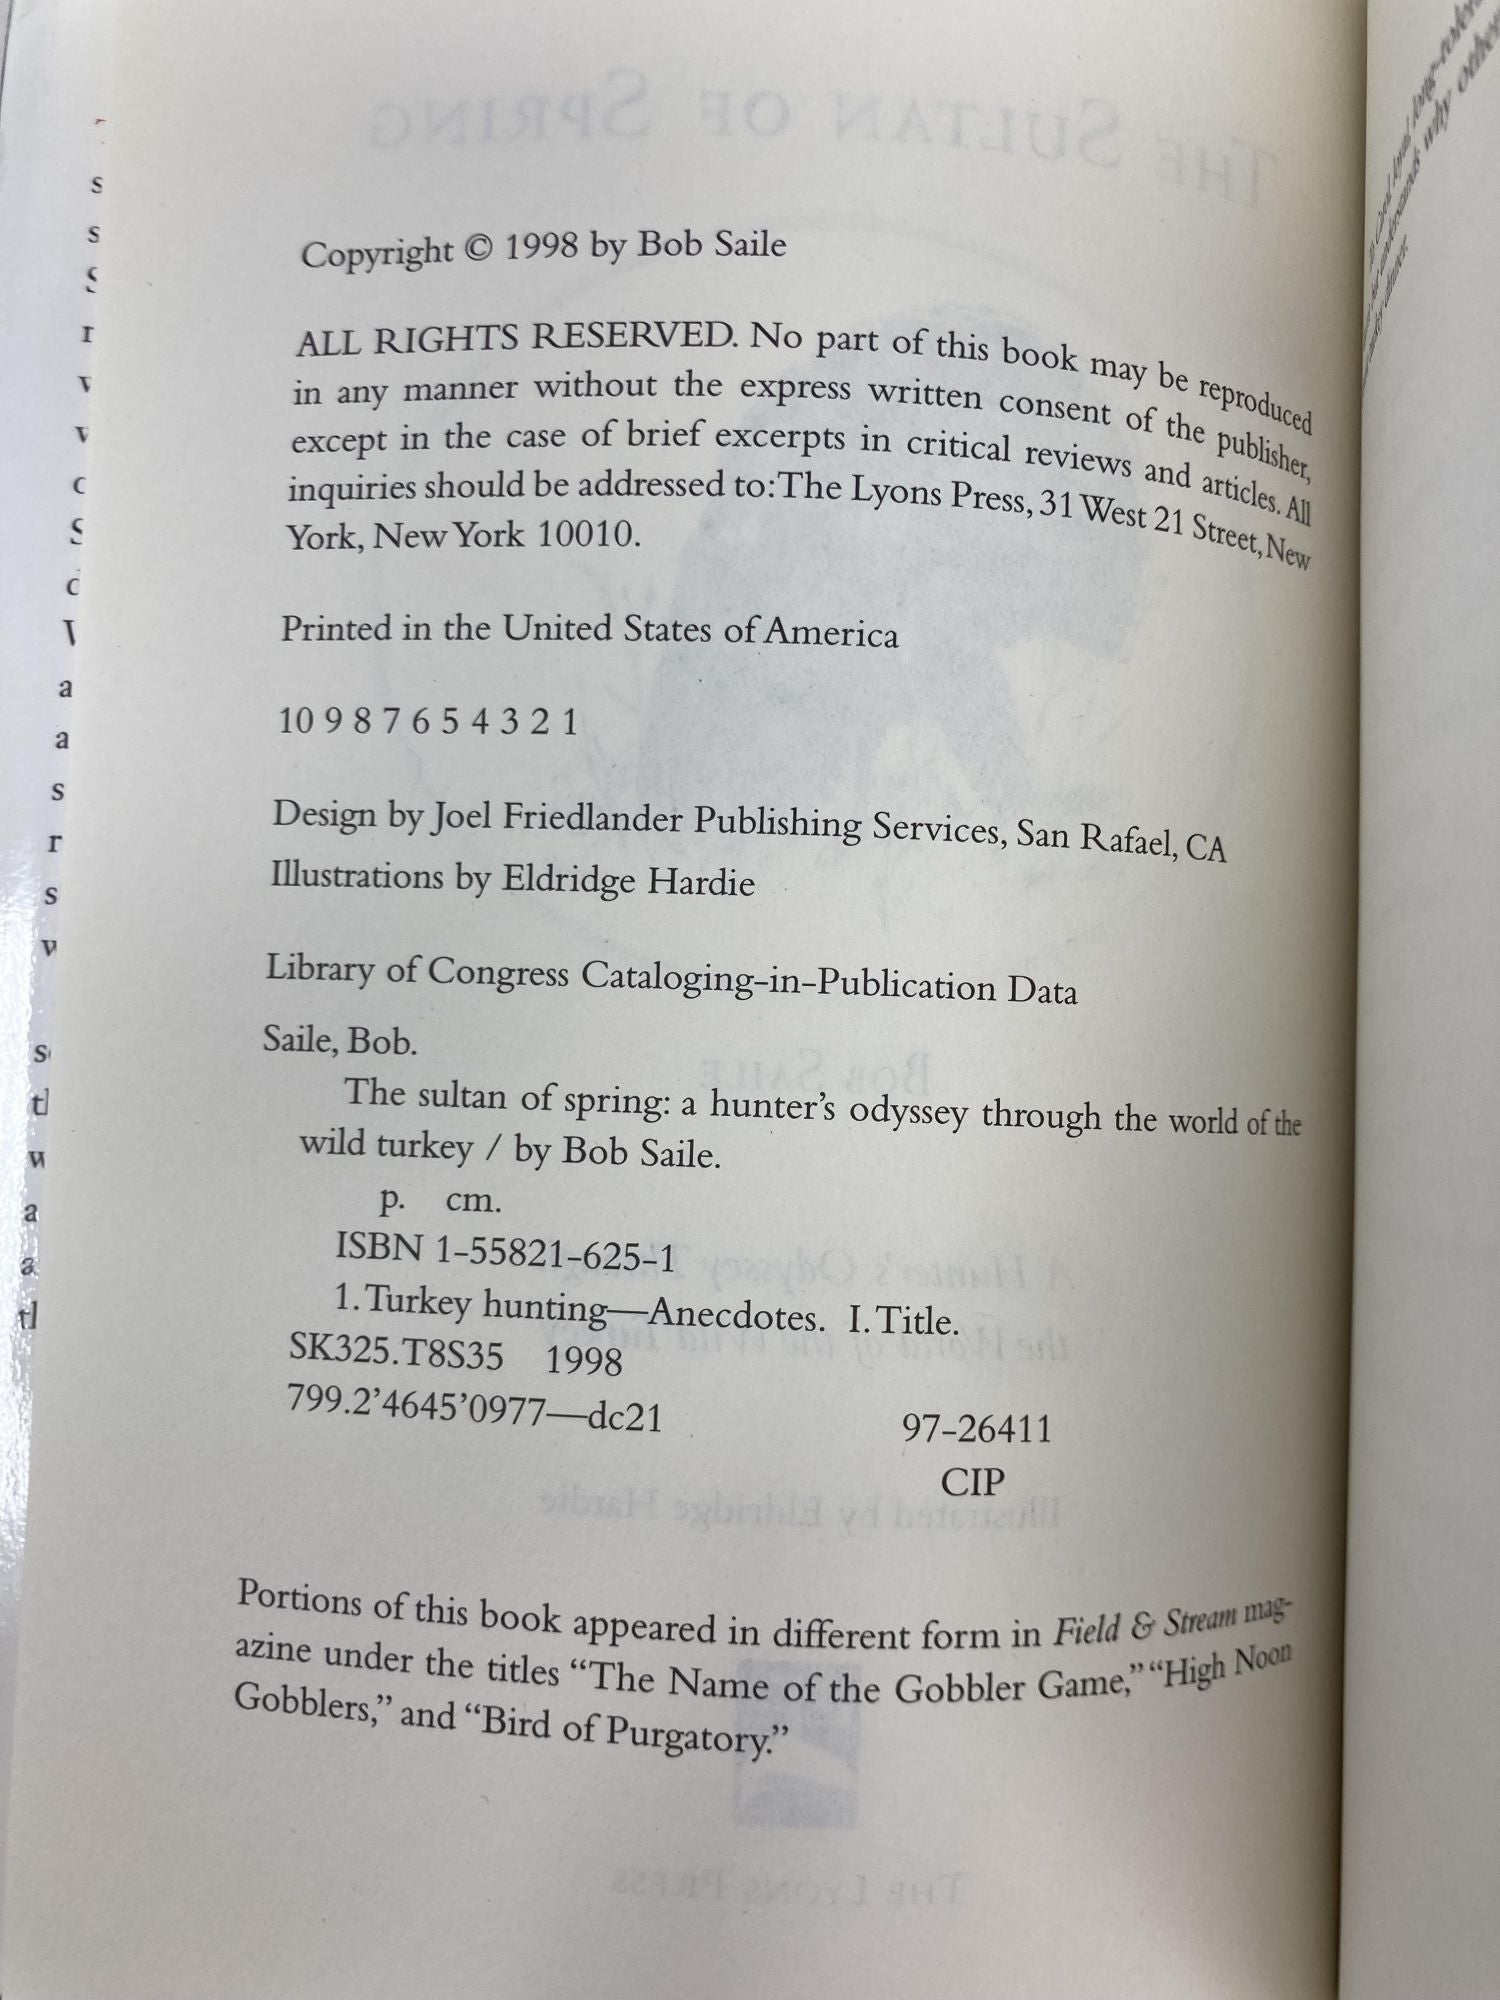 Copyright © 1998 by Bob Saile
ALL RIGHTS RESERVED. No part of this book may be reproduced
in any manner without the express written consent of the publisher,
except in the case of brief excerpts in critical reviews and articles. All
inquiries should be addressed to: The Lyons Press, 31 West 21 Street, New
York, New York 10010.
Printed in the United States of America
10 9 8 7 6 5 4 3 2 1
Design by Joel Friedlander Publishing Services, San Rafael, CA
Illustrations by Eldridge Hardie
Library of Congress Cataloging-in-Publication Data
Saile, Bob.
The sultan of spring: a hunter's odyssey through the world of the
wild turkey / by Bob Saile.
p. cm.
ISBN 1-55821-625-1
1. Turkey hunting—Anecdotes. I. Title.
SK325.T8S35 1998
799.2'4645'0977—dc21 97-26411
CIP
Portions of this book appeared in different form in Field & Stream mag-
azine under the titles “The Name of the Gobbler Game,” “High Noon
Gobblers,” and “Bird of Purgatory.”